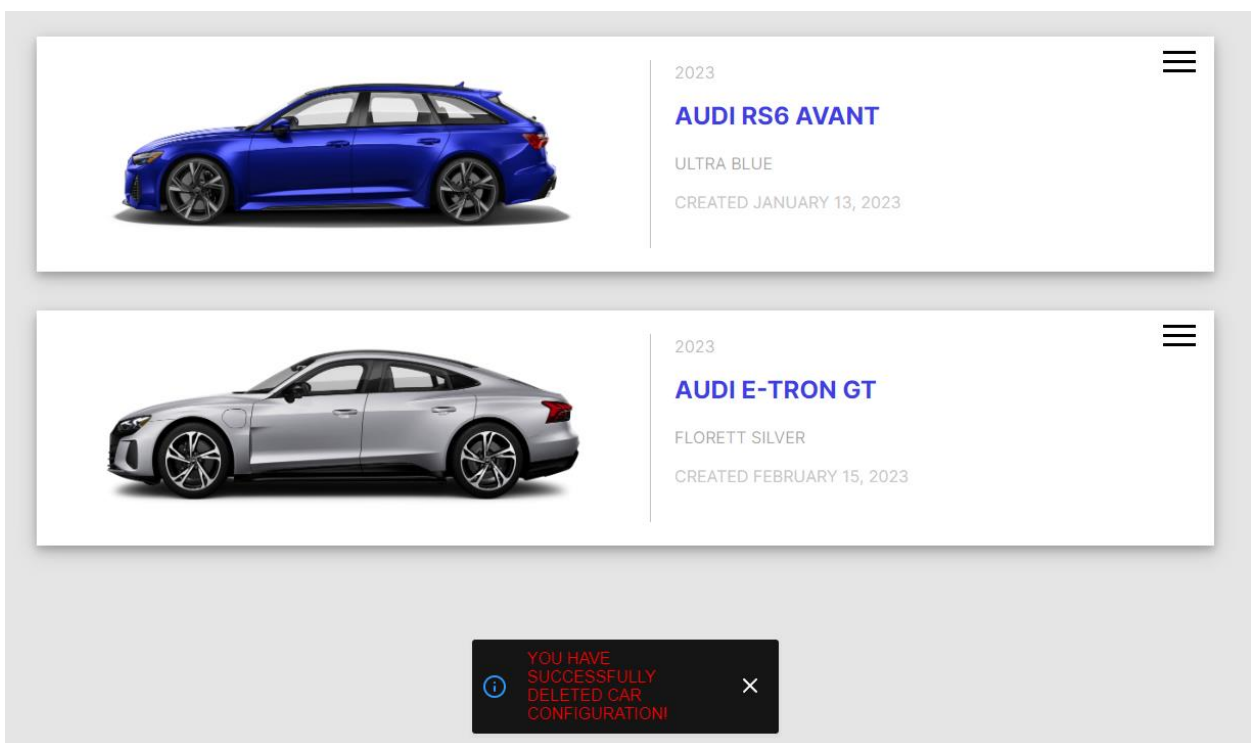 2023
AUDI RS6 AVANT
ULTRA BLUE
CREATED JANUARY 13, 2023
2023
AUDI E-TRON GT
FLORETT SILVER
CREATED FEBRUARY 15, 2023
YOU HAVE
SUCCESSFULLY
DELETED CAR
CONFIGURATION!